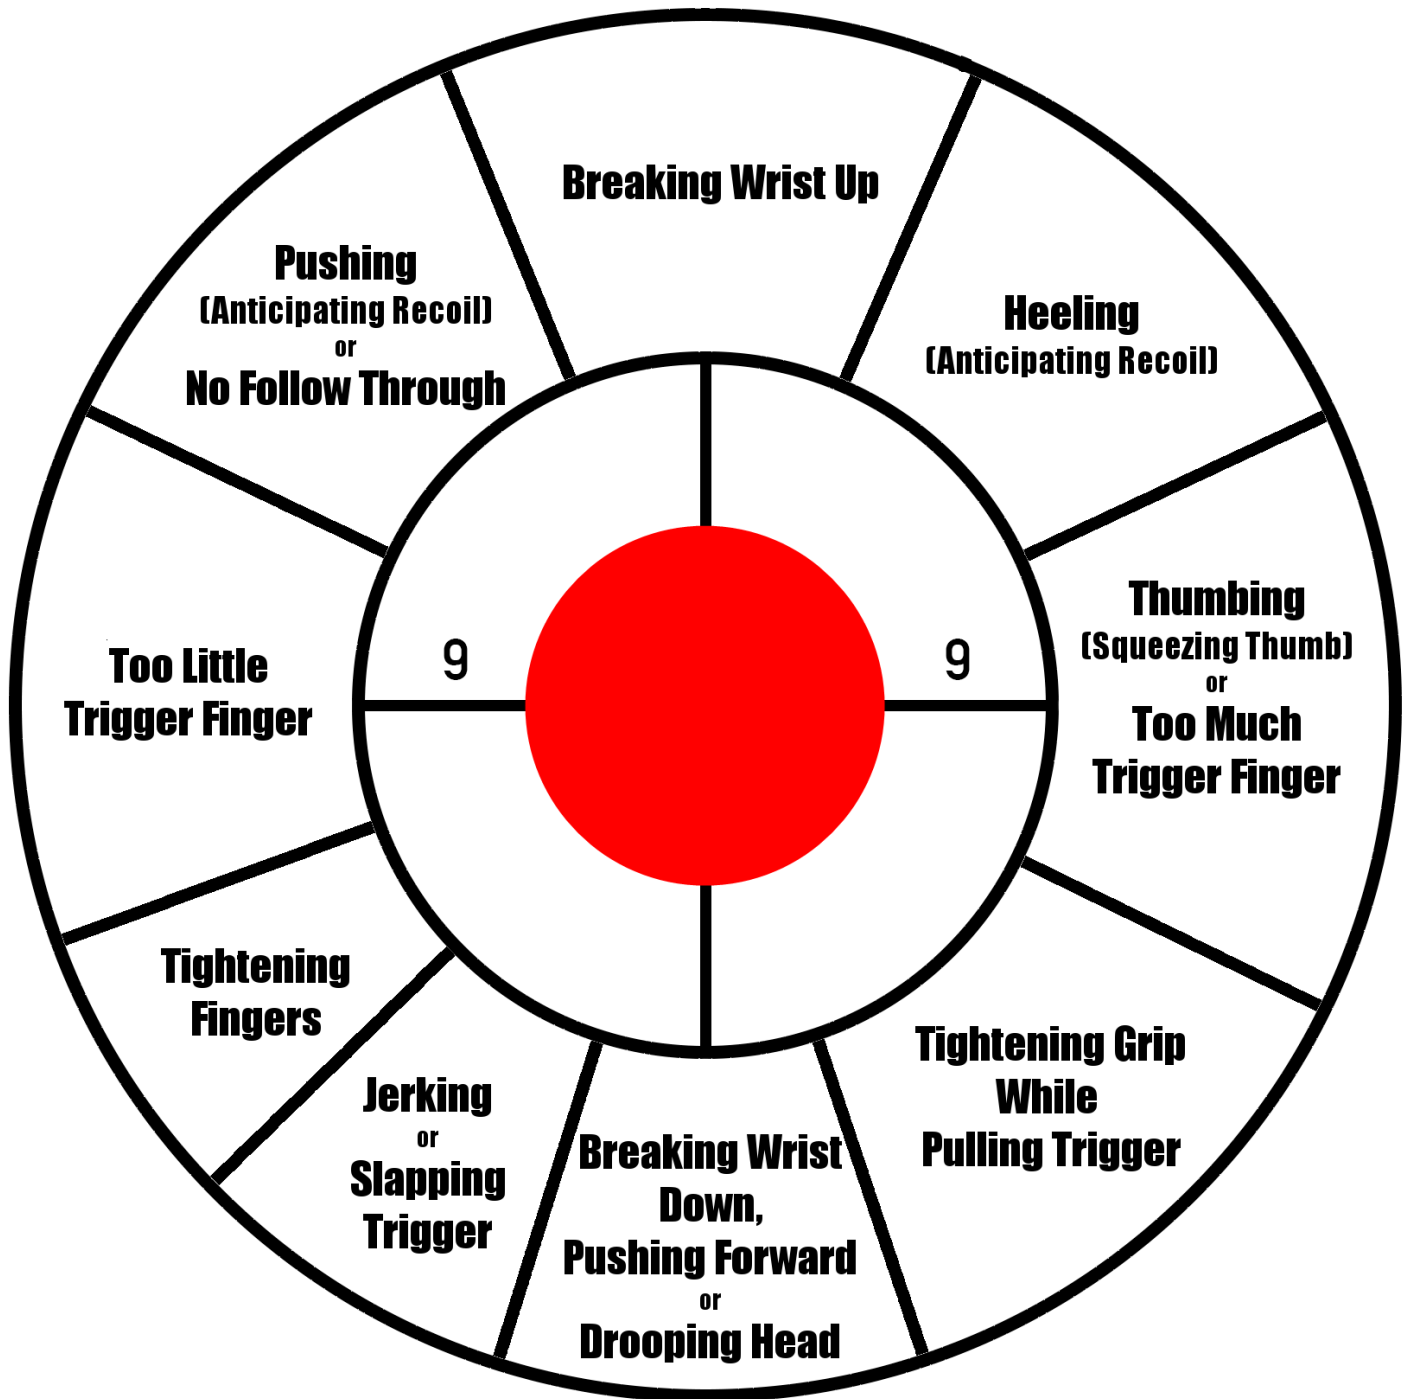 Breaking Wrist Up
Pushing
(Anticipating Recoil)
or
No Follow Through
Heeling
(Anticipating Recoil)
Too Little
Trigger Finger
9
9
Thumbing
(Squeezing Thumb)
or
Too Much
Trigger Finger
Tightening
Fingers
Jerking
or
Slapping
Trigger
Breaking Wrist
Down,
Pushing Forward
or
Drooping Head
Tightening Grip
While
Pulling Trigger